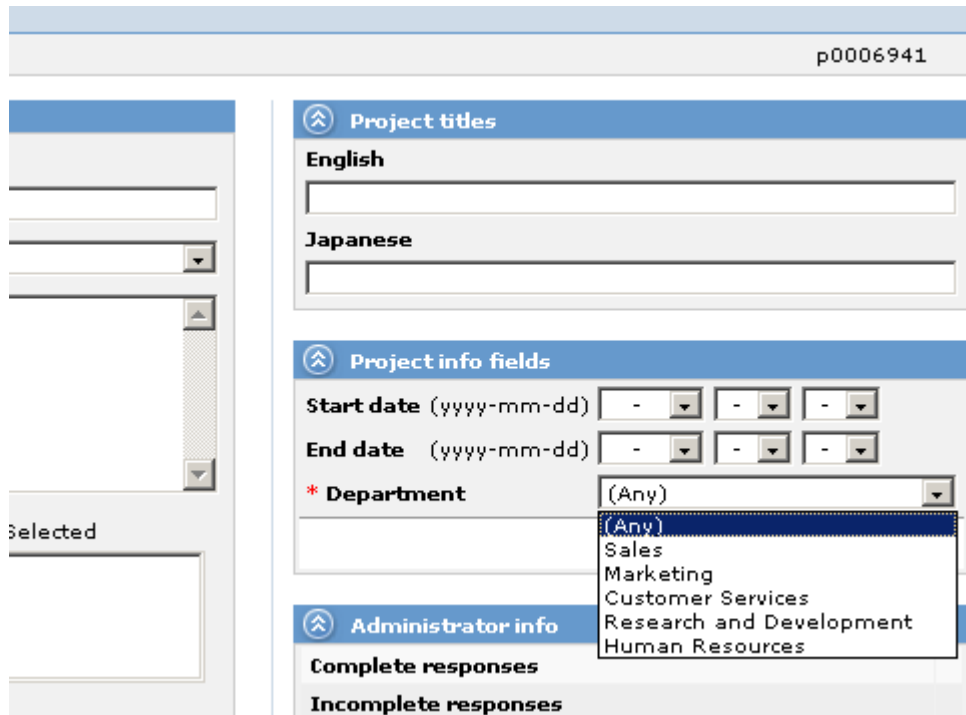 p0006941
Project titles
English
Japanese
Project info fields
Start date (yyyy-mm-dd) - - -
End date (yyyy-mm-dd) - - -
* Department (Any)
(Any)
Sales
Marketing
Customer Services
Research and Development
Human Resources
Selected
Administrator info
Complete responses
Incomplete responses